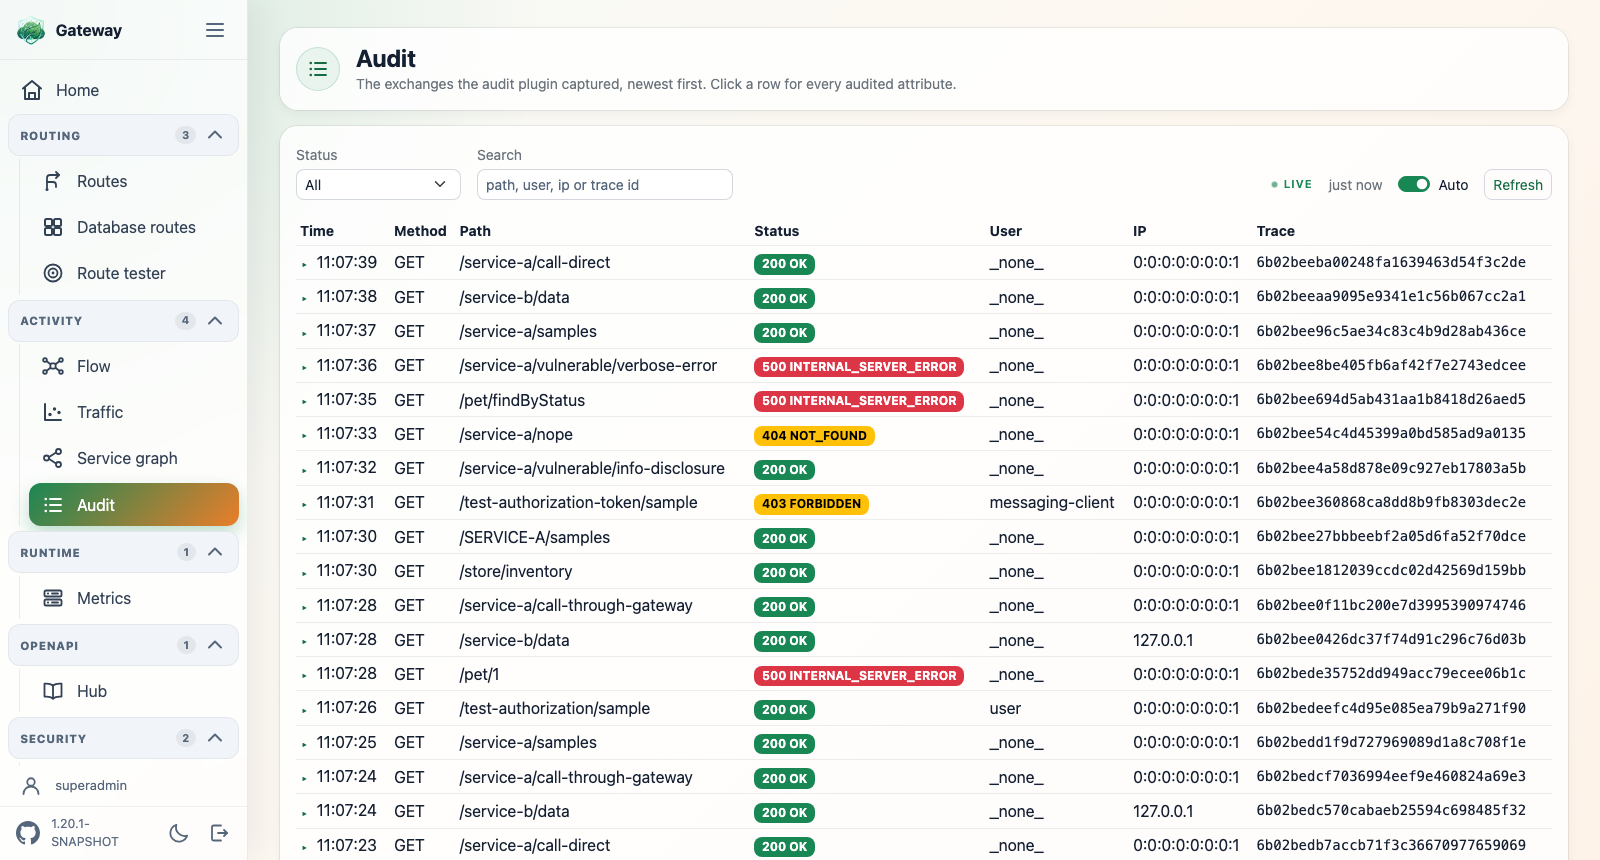 Gateway
Home
ROUTING 3
Routes
Database routes
Route tester
ACTIVITY 4
Flow
Traffic
Service graph
Audit
RUNTIME 1
Metrics
OPENAPI 1
Hub
SECURITY 2
superadmin
1.20.1-
SNAPSHOT
Audit
The exchanges the audit plugin captured, newest first. Click a row for every audited attribute.
Status Search
All path, user, ip or trace id LIVE just now Auto Refresh
Time Method Path Status User IP Trace
11:07:39 GET /service-a/call-direct 200 OK _none_ 0:0:0:0:0:0:0:1 6b02beeba00248fa1639463d54f3c2de
11:07:38 GET /service-b/data 200 OK _none_ 0:0:0:0:0:0:0:1 6b02beeaa9095e9341e1c56b067cc2a1
11:07:37 GET /service-a/samples 200 OK _none_ 0:0:0:0:0:0:0:1 6b02bee96c5ae34c83c4b9d28ab436ce
11:07:36 GET /service-a/vulnerable/verbose-error 500 INTERNAL_SERVER_ERROR _none_ 0:0:0:0:0:0:0:1 6b02bee8be405fb6af42f7e2743edcee
11:07:35 GET /pet/findByStatus 500 INTERNAL_SERVER_ERROR _none_ 0:0:0:0:0:0:0:1 6b02bee694d5ab431aa1b8418d26aed5
11:07:33 GET /service-a/nope 404 NOT_FOUND _none_ 0:0:0:0:0:0:0:1 6b02bee54c4d45399a0bd585ad9a0135
11:07:32 GET /service-a/vulnerable/info-disclosure 200 OK _none_ 0:0:0:0:0:0:0:1 6b02bee4a58d878e09c927eb17803a5b
11:07:31 GET /test-authorization-token/sample 403 FORBIDDEN messaging-client 0:0:0:0:0:0:0:1 6b02bee360868ca8dd8b9fb8303dec2e
11:07:30 GET /SERVICE-A/samples 200 OK _none_ 0:0:0:0:0:0:0:1 6b02bee27bbbeebf2a05d6fa52f70dce
11:07:30 GET /store/inventory 200 OK _none_ 0:0:0:0:0:0:0:1 6b02bee1812039ccdc02d42569d159bb
11:07:28 GET /service-a/call-through-gateway 200 OK _none_ 0:0:0:0:0:0:0:1 6b02bee0f11bc200e7d3995390974746
11:07:28 GET /service-b/data 200 OK _none_ 127.0.0.1 6b02bee0426dc37f74d91c296c76d03b
11:07:28 GET /pet/1 500 INTERNAL_SERVER_ERROR _none_ 0:0:0:0:0:0:0:1 6b02bede35752dd949acc79ecee06b1c
11:07:26 GET /test-authorization/sample 200 OK user 0:0:0:0:0:0:0:1 6b02bedeefc4d95e085ea79b9a271f90
11:07:25 GET /service-a/samples 200 OK _none_ 0:0:0:0:0:0:0:1 6b02bedd1f9d727969089d1a8c708f1e
11:07:24 GET /service-a/call-through-gateway 200 OK _none_ 0:0:0:0:0:0:0:1 6b02bedcf7036994eef9e460824a69e3
11:07:24 GET /service-b/data 200 OK _none_ 127.0.0.1 6b02bedc570cabaeb25594c698485f32
11:07:23 GET /service-a/call-direct 200 OK _none_ 0:0:0:0:0:0:0:1 6b02bedb7accb71f3c36670977659069